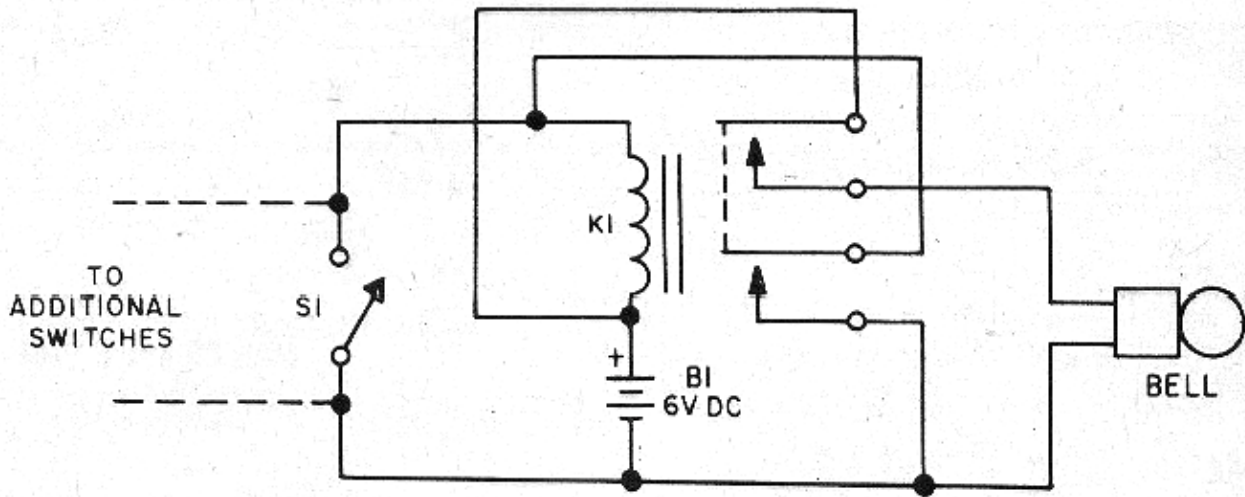 TO
ADDITIONAL
SWITCHES
S1
K1
+
B1
6V DC
BELL